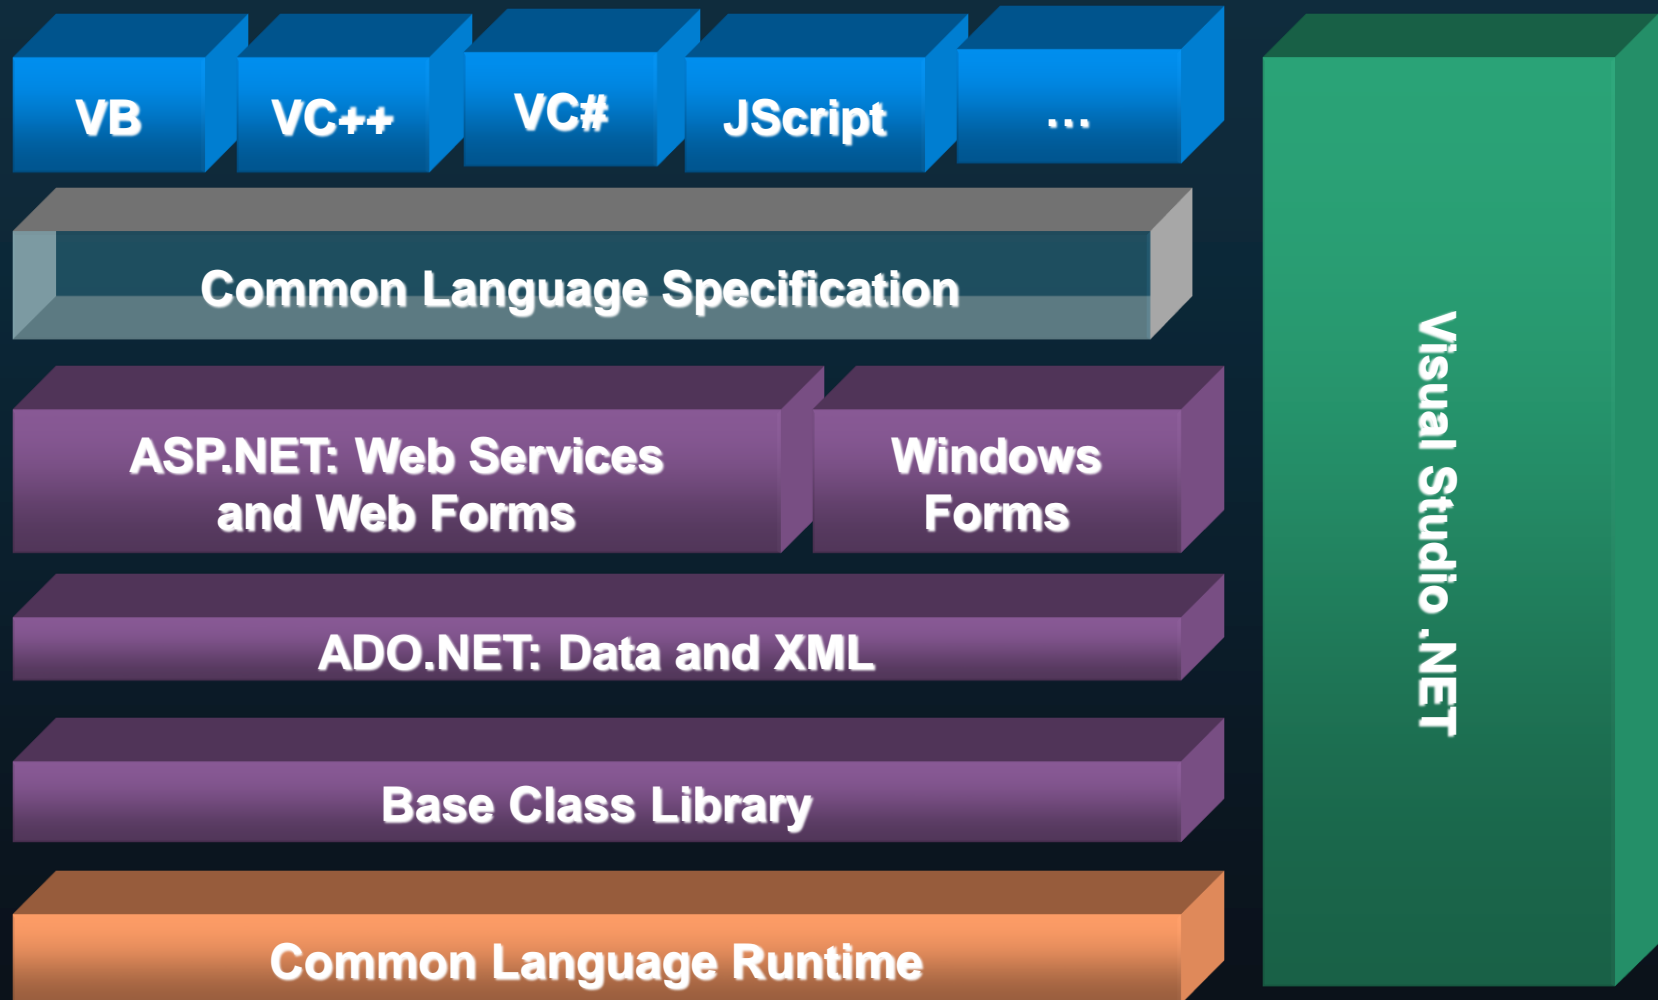 VB
VC++
VC#
JScript
...
Common Language Specification
ASP.NET: Web Services
and Web Forms
Windows
Forms
ADO.NET: Data and XML
Base Class Library
Common Language Runtime
Visual Studio .NET